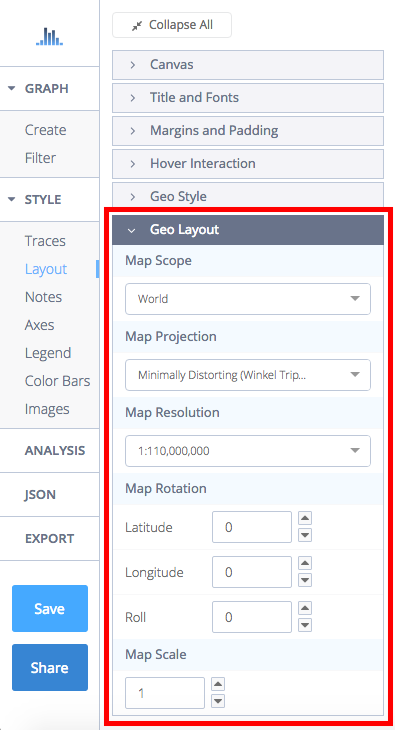 Collapse All
GRAPH
Create
Filter
STYLE
Traces
Layout
Notes
Axes
Legend
Color Bars
Images
ANALYSIS
JSON
EXPORT
Save
Share
Canvas
Title and Fonts
Margins and Padding
Hover Interaction
Geo Style
Geo Layout
Map Scope
World
Map Projection
Minimally Distorting (Winkel Trip...
Map Resolution
1:110,000,000
Map Rotation
Latitude 0
Longitude 0
Roll 0
Map Scale
1